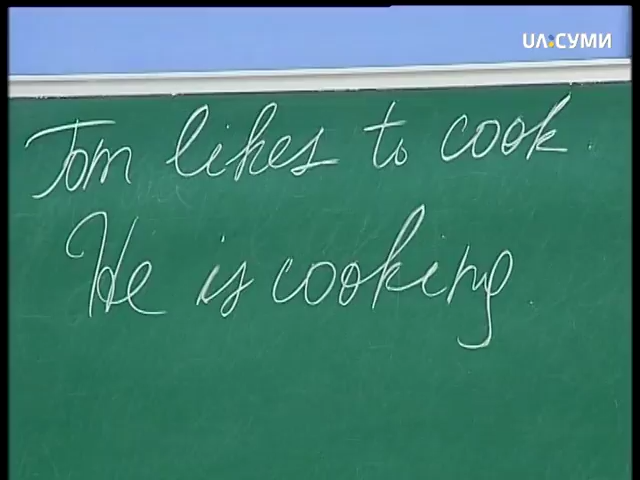 UA:СУМИ
Tom likes to cook.
He is cooking.